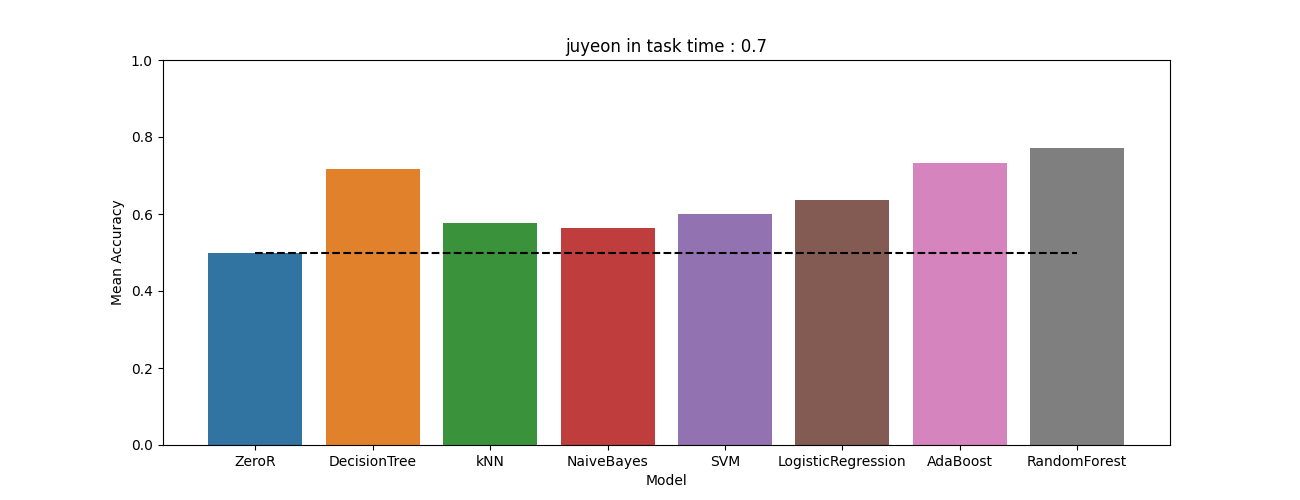 juyeon in task time : 0.7
1.0
0.8
0.6
0.4
0.2
0.0
Mean Accuracy
ZeroR DecisionTree kNN NaiveBayes SVM LogisticRegression AdaBoost RandomForest
Model